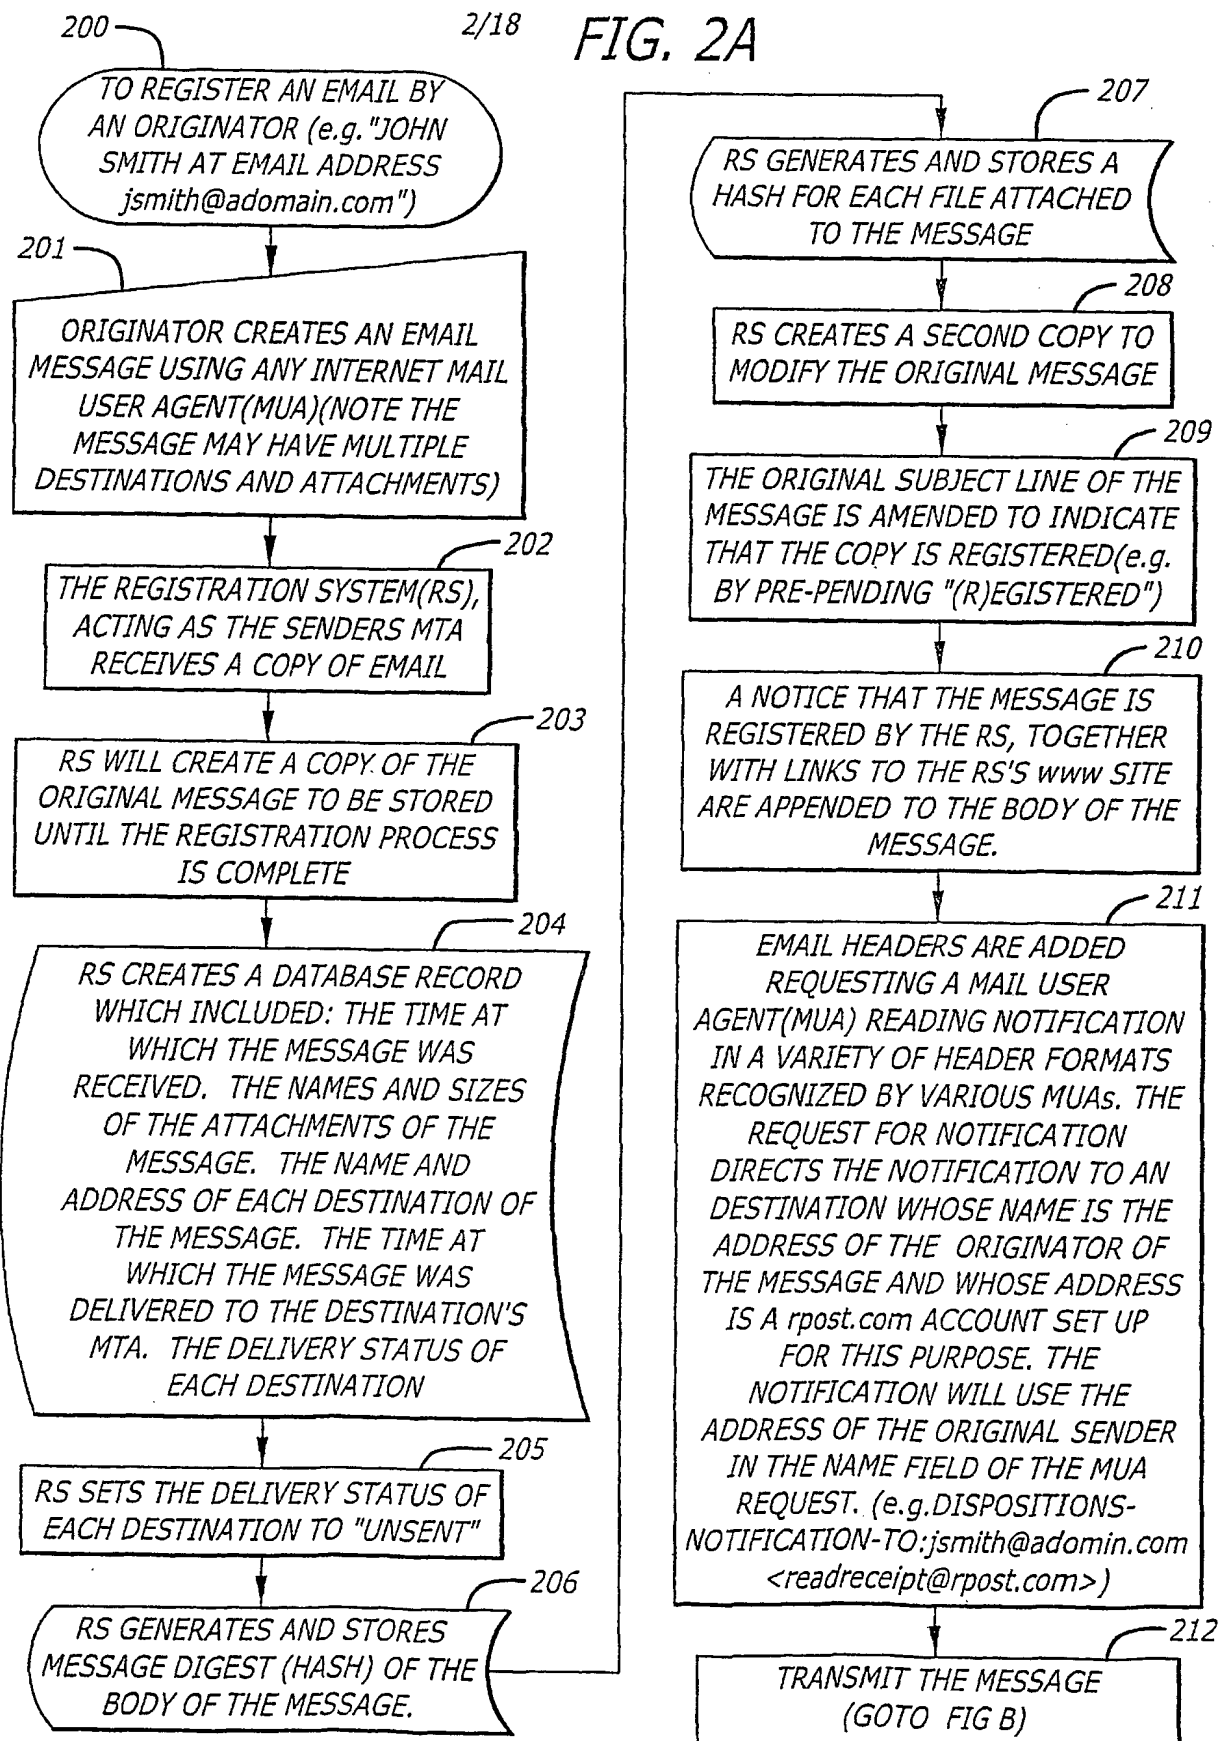 2/18
FIG. 2A
200
TO REGISTER AN EMAIL BY
AN ORIGINATOR (e.g. "JOHN
SMITH AT EMAIL ADDRESS
jsmith@adomain.com")
201
ORIGINATOR CREATES AN EMAIL
MESSAGE USING ANY INTERNET MAIL
USER AGENT(MUA)(NOTE THE
MESSAGE MAY HAVE MULTIPLE
DESTINATIONS AND ATTACHMENTS)
202
THE REGISTRATION SYSTEM(RS),
ACTING AS THE SENDERS MTA
RECEIVES A COPY OF EMAIL
203
RS WILL CREATE A COPY OF THE
ORIGINAL MESSAGE TO BE STORED
UNTIL THE REGISTRATION PROCESS
IS COMPLETE
204
RS CREATES A DATABASE RECORD
WHICH INCLUDED: THE TIME AT
WHICH THE MESSAGE WAS
RECEIVED. THE NAMES AND SIZES
OF THE ATTACHMENTS OF THE
MESSAGE. THE NAME AND
ADDRESS OF EACH DESTINATION OF
THE MESSAGE. THE TIME AT
WHICH THE MESSAGE WAS
DELIVERED TO THE DESTINATION'S
MTA. THE DELIVERY STATUS OF
EACH DESTINATION
205
RS SETS THE DELIVERY STATUS OF
EACH DESTINATION TO "UNSENT"
206
RS GENERATES AND STORES
MESSAGE DIGEST (HASH) OF THE
BODY OF THE MESSAGE.
207
RS GENERATES AND STORES A
HASH FOR EACH FILE ATTACHED
TO THE MESSAGE
208
RS CREATES A SECOND COPY TO
MODIFY THE ORIGINAL MESSAGE
209
THE ORIGINAL SUBJECT LINE OF THE
MESSAGE IS AMENDED TO INDICATE
THAT THE COPY IS REGISTERED(e.g.
BY PRE-PENDING "(R)EGISTERED")
210
A NOTICE THAT THE MESSAGE IS
REGISTERED BY THE RS, TOGETHER
WITH LINKS TO THE RS'S www SITE
ARE APPENDED TO THE BODY OF THE
MESSAGE.
211
EMAIL HEADERS ARE ADDED
REQUESTING A MAIL USER
AGENT(MUA) READING NOTIFICATION
IN A VARIETY OF HEADER FORMATS
RECOGNIZED BY VARIOUS MUAs. THE
REQUEST FOR NOTIFICATION
DIRECTS THE NOTIFICATION TO AN
DESTINATION WHOSE NAME IS THE
ADDRESS OF THE ORIGINATOR OF
THE MESSAGE AND WHOSE ADDRESS
IS A rpost.com ACCOUNT SET UP
FOR THIS PURPOSE. THE
NOTIFICATION WILL USE THE
ADDRESS OF THE ORIGINAL SENDER
IN THE NAME FIELD OF THE MUA
REQUEST. (e.g.DISPOSITIONS-
NOTIFICATION-TO:jsmith@adomin.com
<readreceipt@rpost.com>)
212
TRANSMIT THE MESSAGE
(GOTO FIG B)